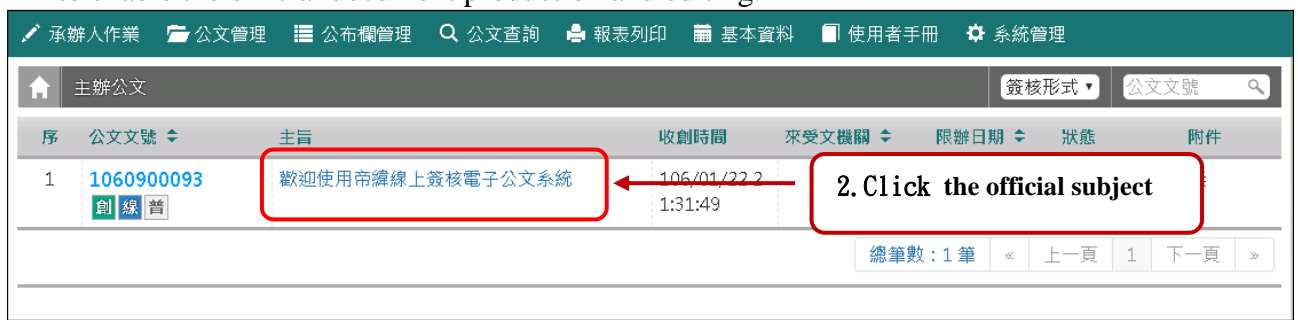 承辦人作業 公文管理 公布欄管理 公文查詢 報表列印 基本資料 使用者手冊 系統管理
主辦公文 簽核形式 公文文號
序 公文文號 主旨 收創時間 來受文機關 限辦日期 狀態 附件
1 1060900093 歡迎使用帝緯線上簽核電子公文系統 106/01/22 2
創 線 普 1:31:49
2.Click the official subject
總筆數:1 筆 « 上一頁 1 下一頁 »